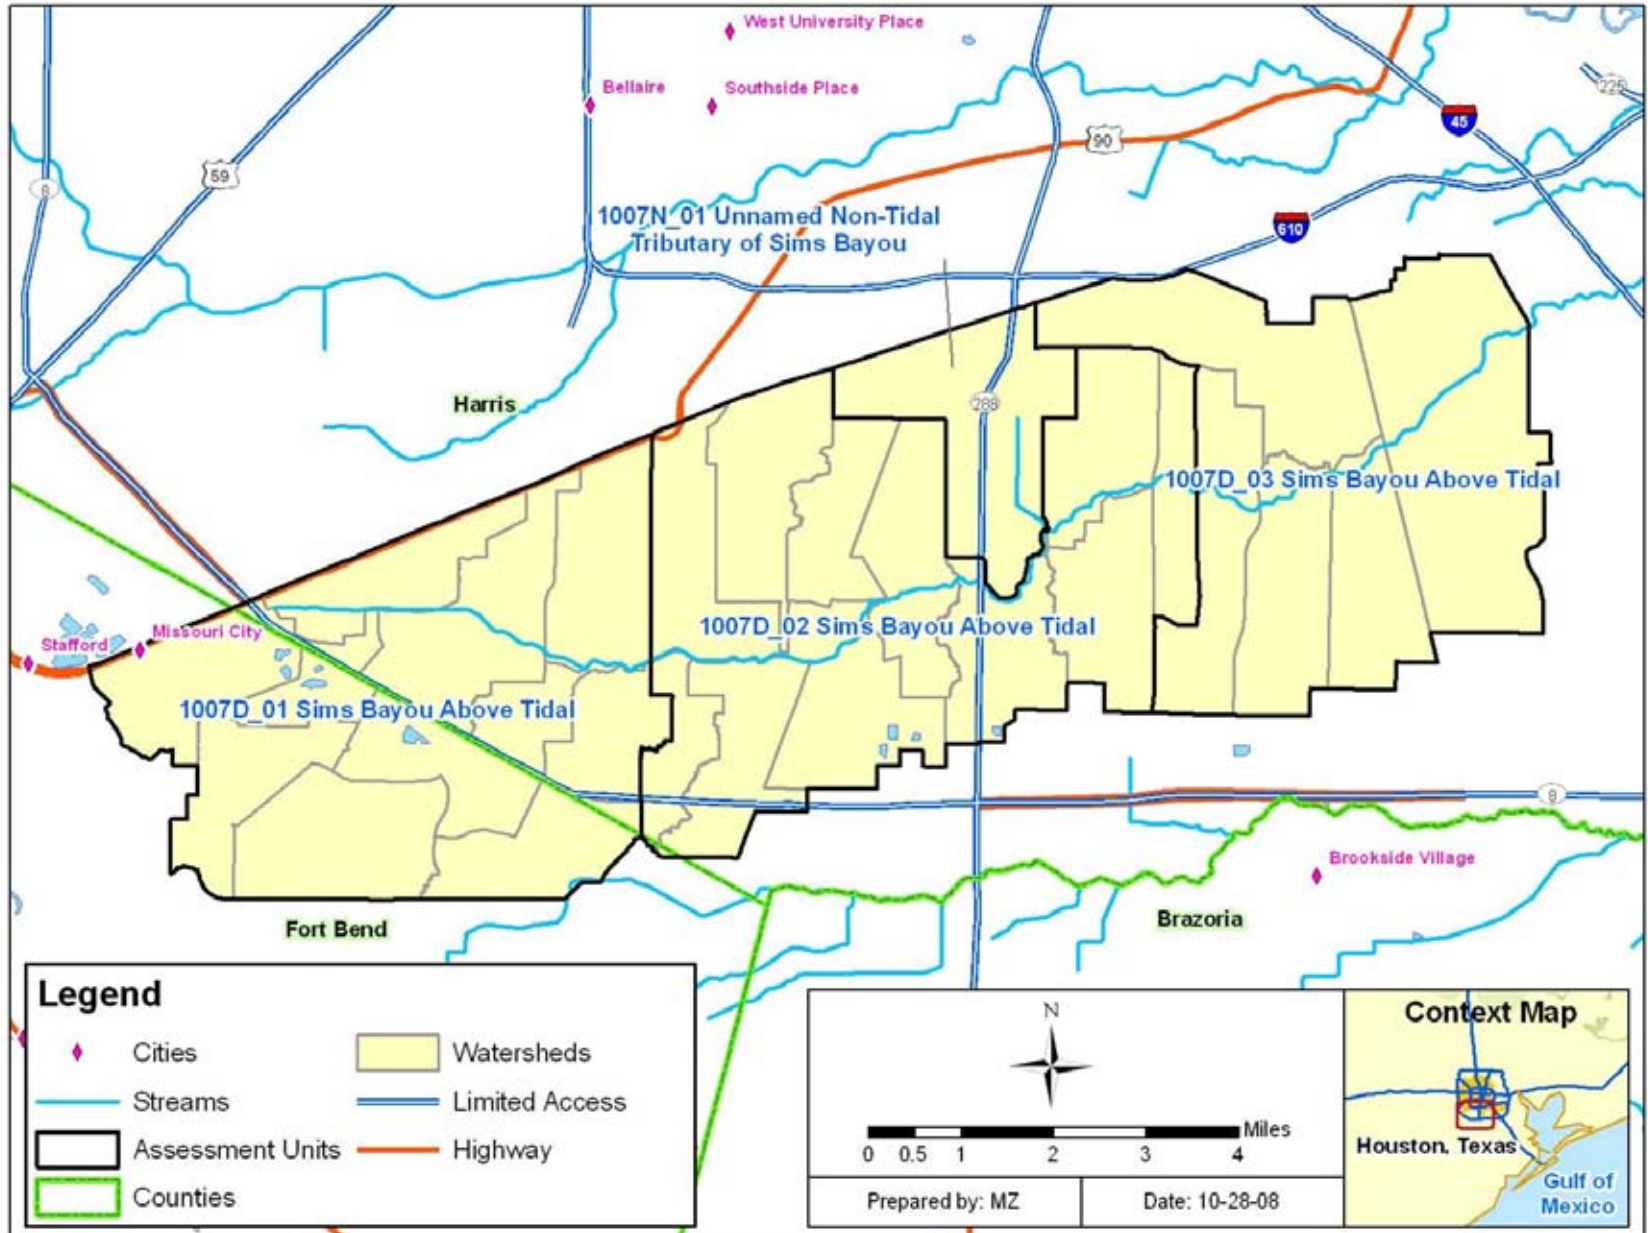 West University Place
Bellaire
Southside Place
225
45
59
90
8
1007N_01 Unnamed Non-Tidal
Tributary of Sims Bayou
610
Harris
288
1007D_03 Sims Bayou Above Tidal
1007D_02 Sims Bayou Above Tidal
Missouri City
Stafford
1007D_01 Sims Bayou Above Tidal
8
Brookside Village
Fort Bend
Brazoria
Legend
Cities
Watersheds
Streams
Limited Access
Assessment Units
Highway
Counties
N
Miles
0 0.5 1 2 3 4
Prepared by: MZ
Date: 10-28-08
Context Map
Houston, Texas
Gulf of
Mexico